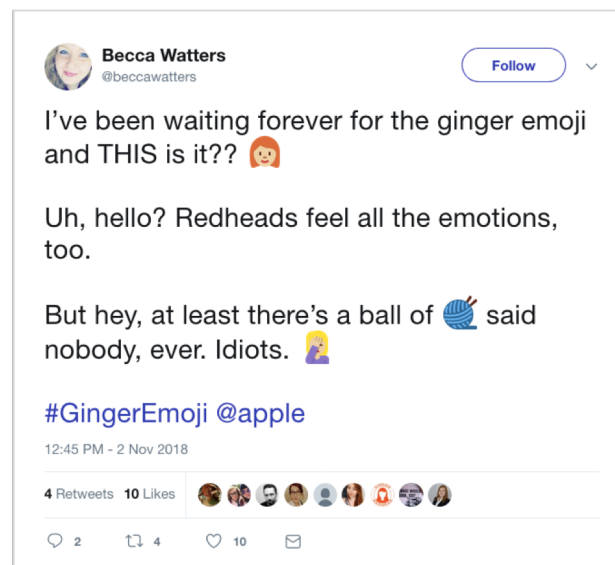 Becca Watters
@beccawatters
Follow
I’ve been waiting forever for the ginger emoji
and THIS is it?? 👩🏼‍🦰
Uh, hello? Redheads feel all the emotions,
too.
But hey, at least there’s a ball of 🧶 said
nobody, ever. Idiots. 🤦🏼‍♀️
#GingerEmoji @apple
12:45 PM - 2 Nov 2018
4 Retweets 10 Likes
2 4 10